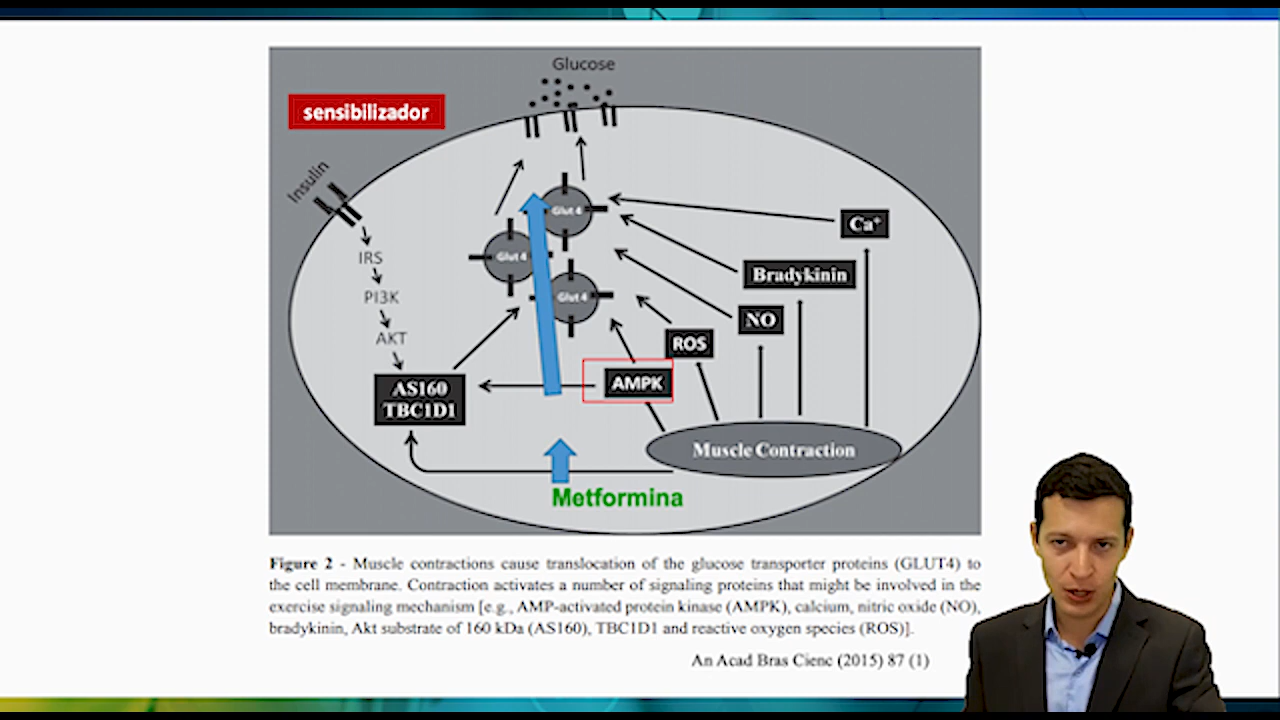 Glucose
sensibilizador
Insulin
Glut 4
Ca⁺
IRS
Glut 4
Bradykinin
PI3K
Glut 4
NO
AKT
ROS
AS160
TBC1D1
AMPK
Muscle Contraction
Metformina
Figure 2 - Muscle contractions cause translocation of the glucose transporter proteins (GLUT4) to
the cell membrane. Contraction activates a number of signaling proteins that might be involved in the
exercise signaling mechanism [e.g., AMP-activated protein kinase (AMPK), calcium, nitric oxide (NO),
bradykinin, Akt substrate of 160 kDa (AS160), TBC1D1 and reactive oxygen species (ROS)].
An Acad Bras Cienc (2015) 87 (1)